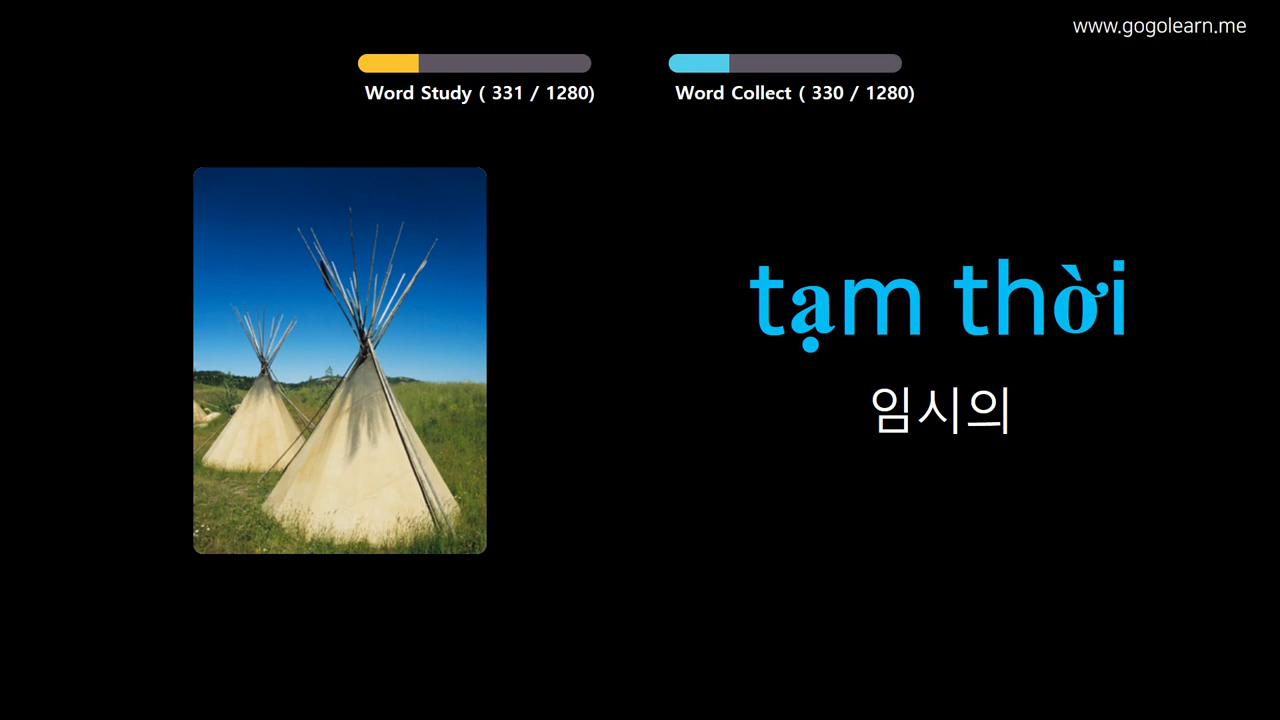 www.gogolearn.me
Word Study ( 331 / 1280)
Word Collect ( 330 / 1280)
tạm thời
임시의